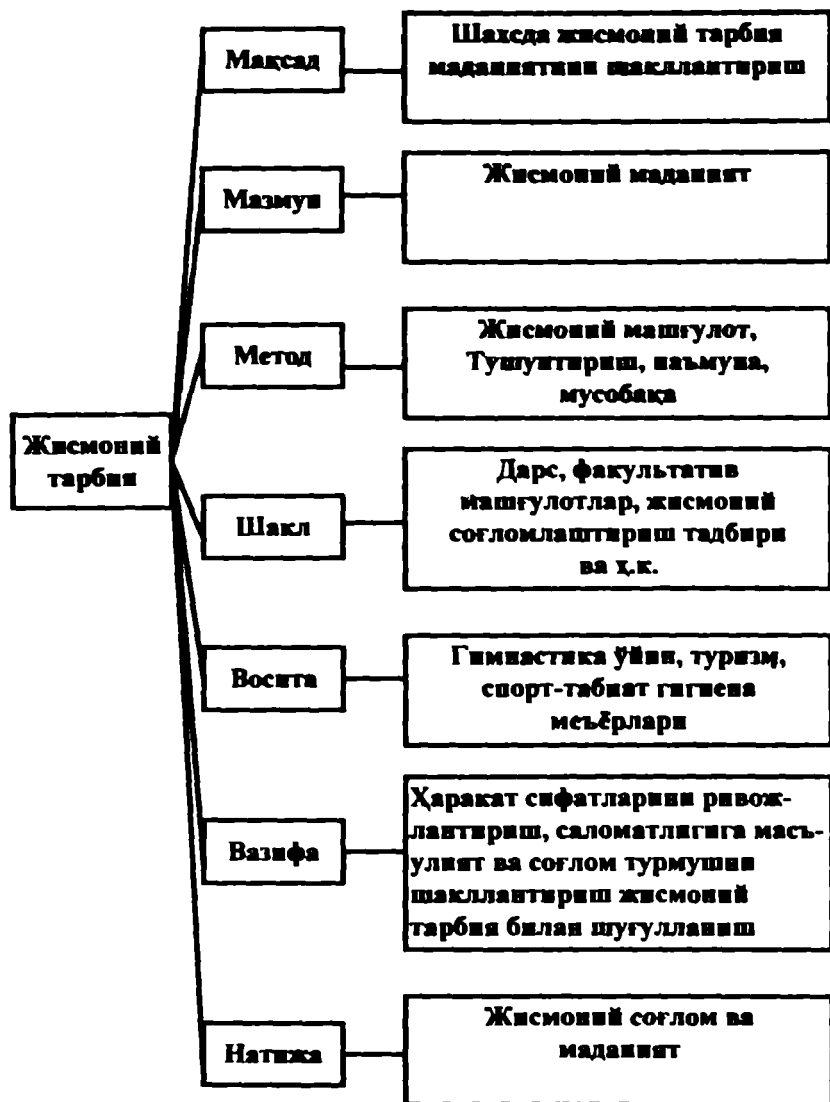 Жисмоний
тарбия
Мақсад
Шахсда жисмоний тарбия
маданиятини шакллантириш
Мазмун
Жисмоний маданият
Метод
Жисмоний машғулот,
Тушунтириш, наъмуна,
мусобақа
Шакл
Дарс, факультатив
машғулотлар, жисмоний
соғломлаштириш тадбири
ва ҳ.к.
Восита
Гимнастика ўйин, туризм,
спорт-табиат гигиена
меъёрлари
Вазифа
Ҳаракат сифатларини ривож-
лантириш, саломатлигига масъ-
улият ва соғлом турмушни
шакллантириш жисмоний
тарбия билан шуғулланиш
Натижа
Жисмоний соғлом ва
маданият